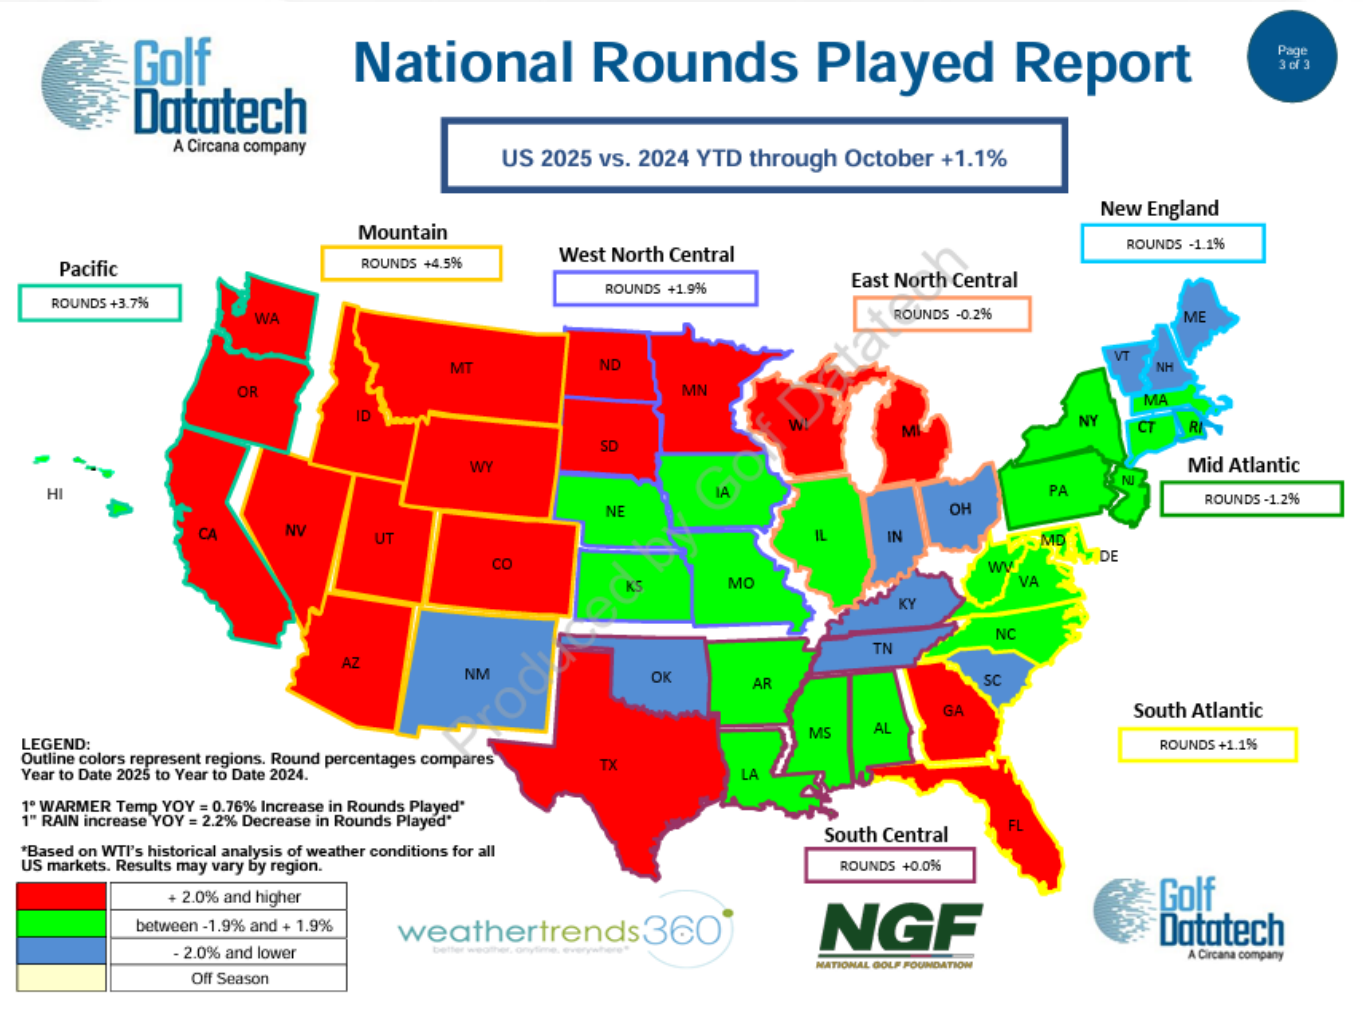 Golf
Datatech
A Circana company
National Rounds Played Report
Page
3 of 3
US 2025 vs. 2024 YTD through October +1.1%
New England
ROUNDS -1.1%
Mountain
ROUNDS +4.5%
West North Central
ROUNDS +1.9%
Pacific
ROUNDS +3.7%
East North Central
ROUNDS -0.2%
Mid Atlantic
ROUNDS -1.2%
South Atlantic
ROUNDS +1.1%
South Central
ROUNDS +0.0%
WA
OR
CA
HI
MT
ID
WY
NV
UT
CO
AZ
NM
ND
SD
MN
NE
IA
KS
MO
WI
MI
IL
IN
OH
KY
TN
OK
AR
TX
LA
MS
AL
GA
FL
SC
NC
VA
WV
MD
DE
PA
NJ
NY
CT
RI
MA
VT
NH
ME
Produced by Golf Datatech
LEGEND:
Outline colors represent regions. Round percentages compares
Year to Date 2025 to Year to Date 2024.
1° WARMER Temp YOY = 0.76% Increase in Rounds Played*
1" RAIN increase YOY = 2.2% Decrease in Rounds Played*
*Based on WTI's historical analysis of weather conditions for all
US markets. Results may vary by region.
+ 2.0% and higher
between -1.9% and + 1.9%
- 2.0% and lower
Off Season
weathertrends360°
better weather. anytime. everywhere*
NGF
NATIONAL GOLF FOUNDATION
Golf
Datatech
A Circana company